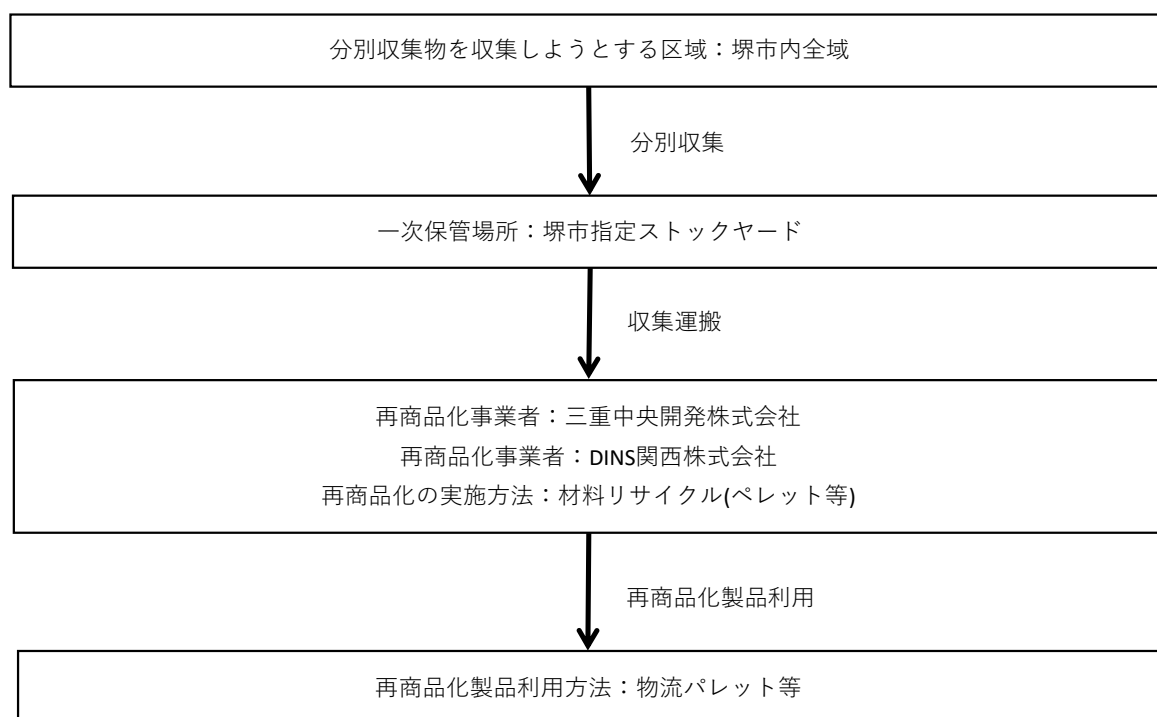 分別収集物を収集しようとする区域：堺市内全域
分別収集
一次保管場所：堺市指定ストックヤード
収集運搬
再商品化事業者：三重中央開発株式会社
再商品化事業者：DINS関西株式会社
再商品化の実施方法：材料リサイクル(ペレット等)
再商品化製品利用
再商品化製品利用方法：物流パレット等